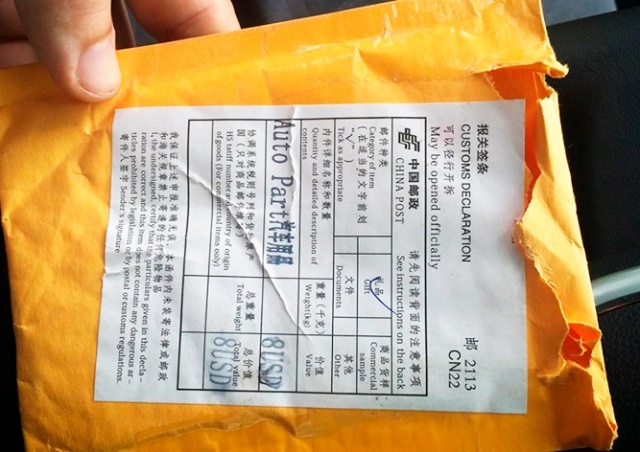 报关签条
CUSTOMS DECLARATION
可以径行开拆
May be opened officially
邮 2113
CN22
中国邮政
CHINA POST
请先阅读背面的注意事项
See instructions on the back
邮件种类
Category of Item
(在适当的文字前划
"√")
Tick as appropriate
礼品
Gift
商品货样
Commercial
sample
文件
Documents
其他
Other
内件详细名称和数量
Quantity and detailed description of
contents
重量(千克)
Weight(kg)
价值
Value
Auto Part 汽车用品
8USD
协调系统税则号列和货物原产
国(只对商品邮件填写)
HS tariff number and country of origin
of goods (For commercial items only)
总重量
Total weight
总价值
Total value
8USD
我保证上述申报准确无误,本函件内未装寄法律或邮政
和海关规章禁止寄递的任何危险物品
I, the undersigned, certify that the particulars given in this decla-
ration are correct and this item does not contain any dangerous ar-
ticles prohibited by legislation or by postal or customs regulations.
寄件人签字 Sender's signature